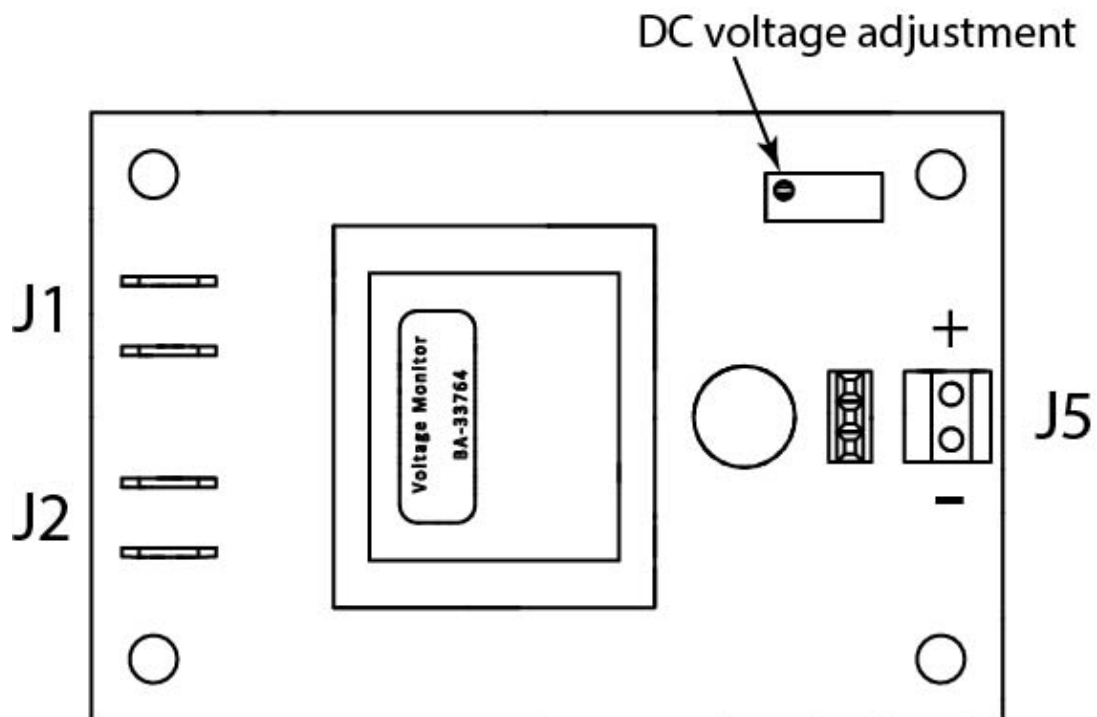 DC voltage adjustment
J1
+
Voltage Monitor
BA-33764
J5
J2
-